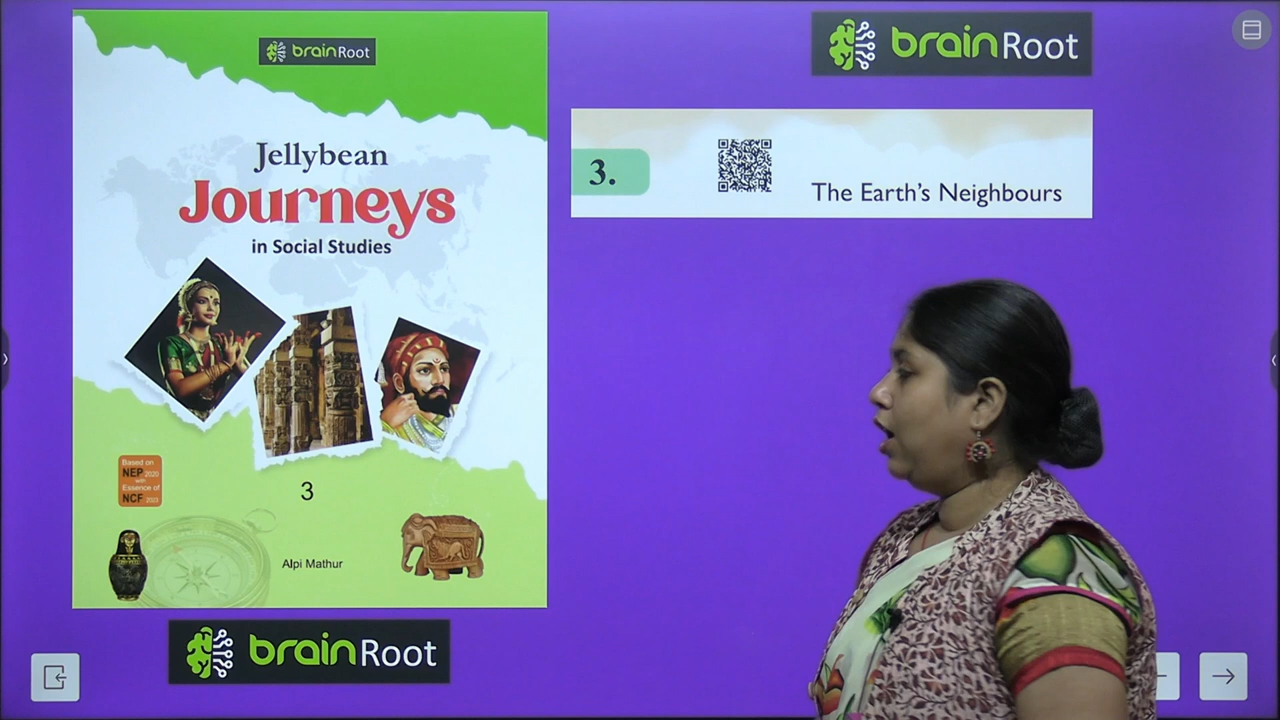 brainRoot
Jellybean
Journeys
in Social Studies
Based on
NEP 2020
with
Essence of
NCF 2023
3
Alpi Mathur
brainRoot
brainRoot
3.
The Earth's Neighbours